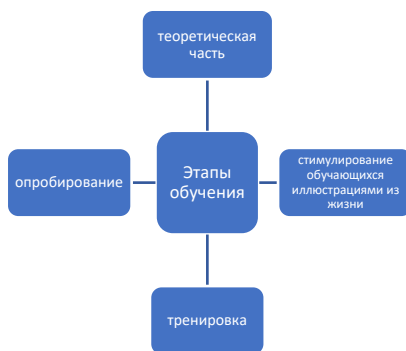 теоретическая
часть
опробирование
Этапы
обучения
стимулирование
обучающихся
иллюстрациями из
жизни
тренировка